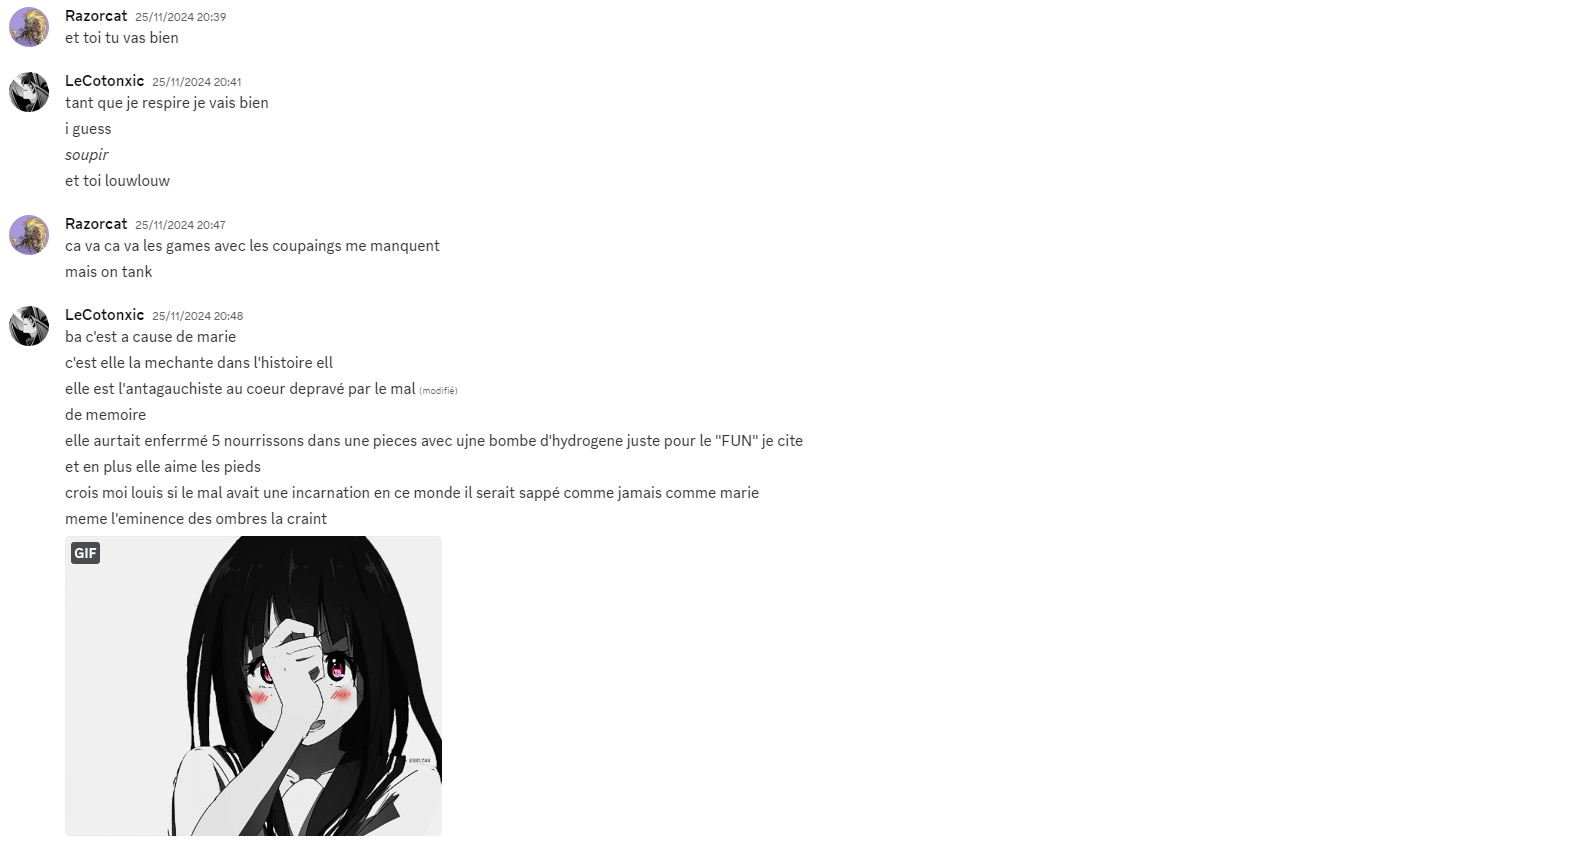 Razorcat 25/11/2024 20:39
et toi tu vas bien
LeCotonxic 25/11/2024 20:41
tant que je respire je vais bien
i guess
soupir
et toi louwlouw
Razorcat 25/11/2024 20:47
ca va ca va les games avec les coupaings me manquent
mais on tank
LeCotonxic 25/11/2024 20:48
ba c'est a cause de marie
c'est elle la mechante dans l'histoire ell
elle est l'antagauchiste au coeur depravé par le mal (modifié)
de memoire
elle aurtait enferrmé 5 nourrissons dans une pieces avec ujne bombe d'hydrogene juste pour le "FUN" je cite
et en plus elle aime les pieds
crois moi louis si le mal avait une incarnation en ce monde il serait sappé comme jamais comme marie
meme l'eminence des ombres la craint
GIF